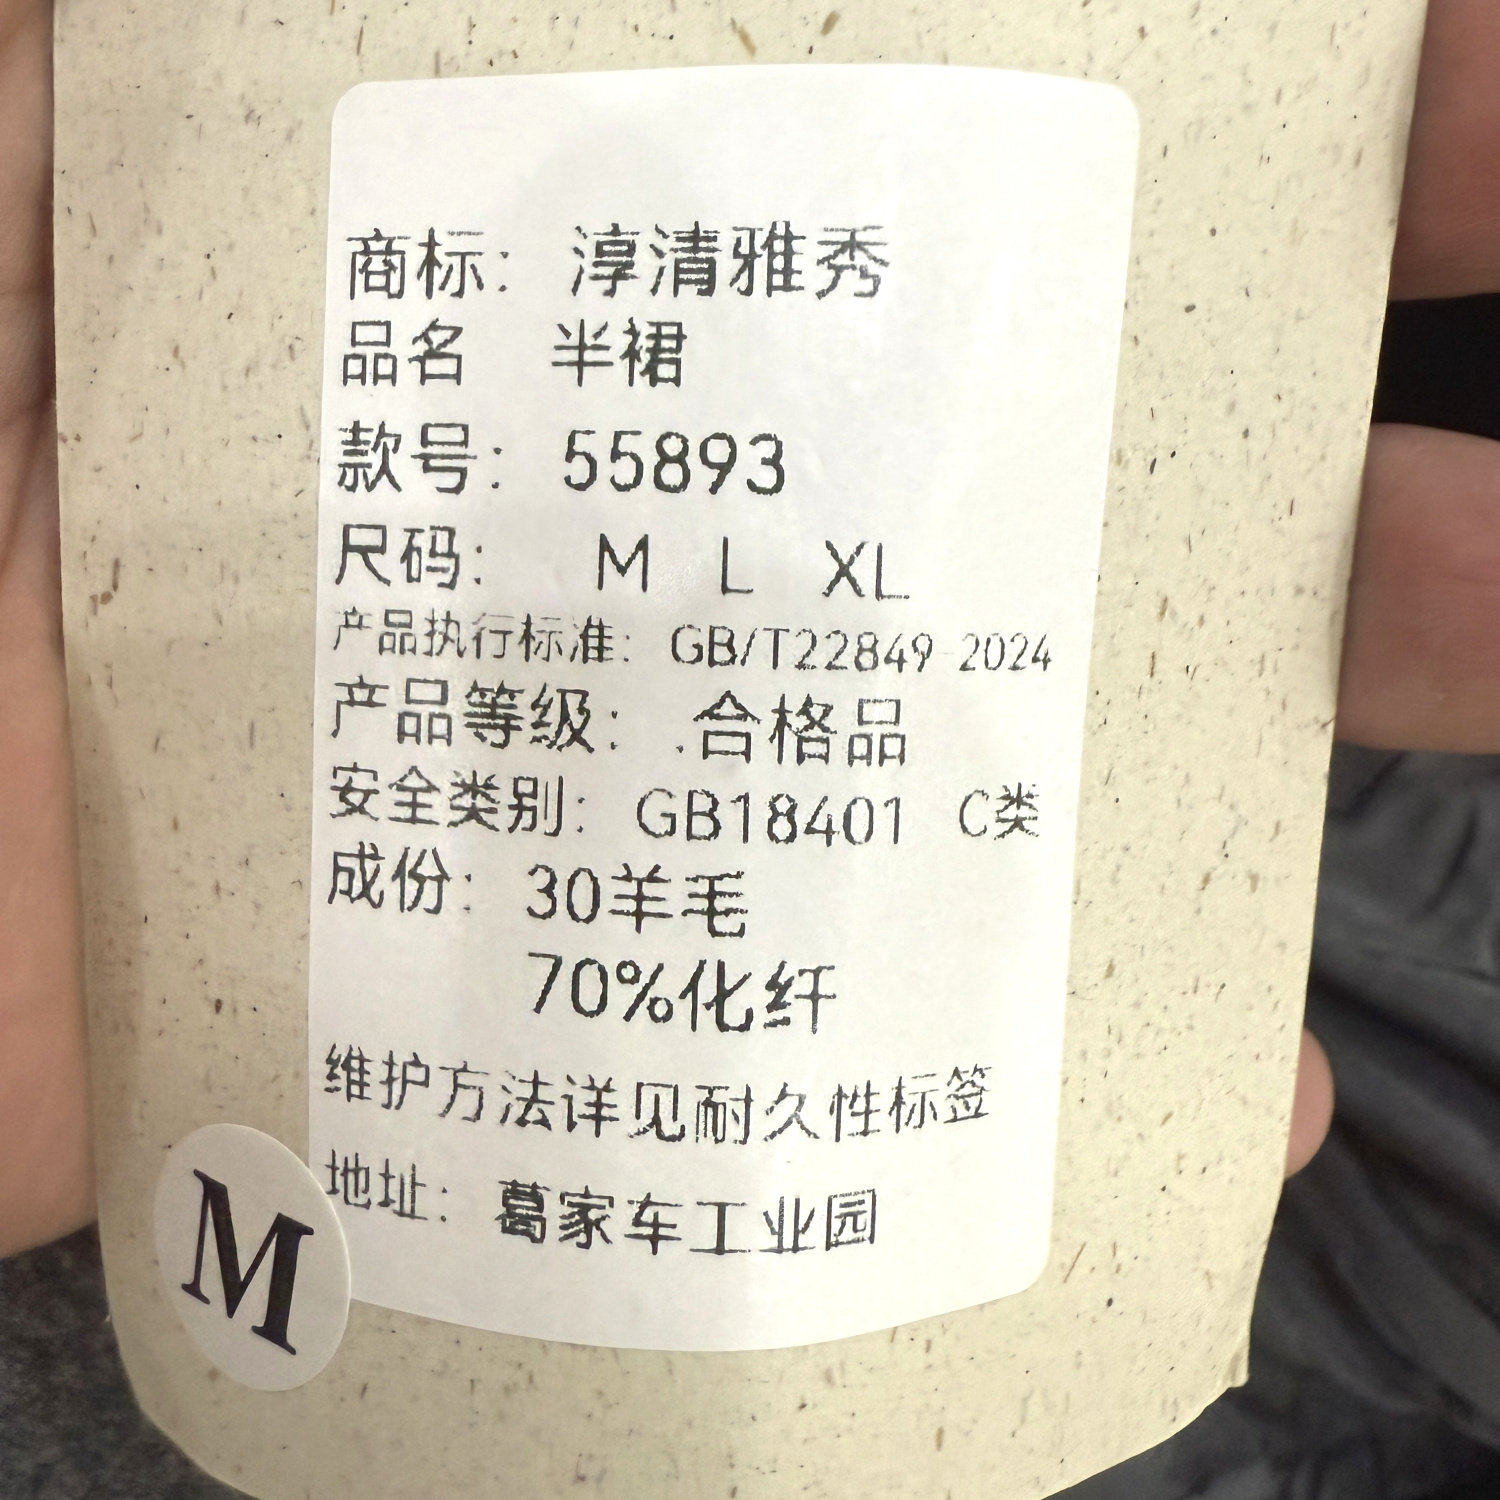 商标：淳清雅秀
品名 半裙
款号：55893
尺码： M L XL
产品执行标准：GB/T22849-2024
产品等级：.合格品
安全类别：GB18401 C类
成份：30羊毛
70%化纤
维护方法详见耐久性标签
地址：葛家车工业园
M